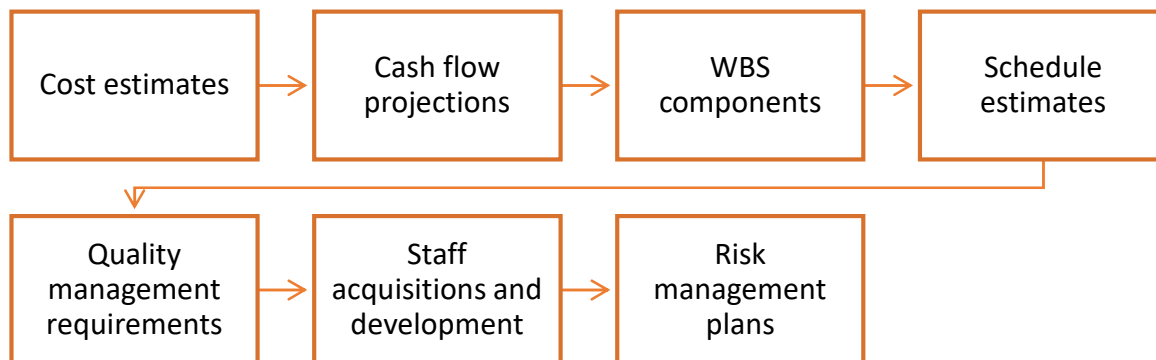 Cost estimates
Cash flow
projections
WBS
components
Schedule
estimates
Quality
management
requirements
Staff
acquisitions and
development
Risk
management
plans